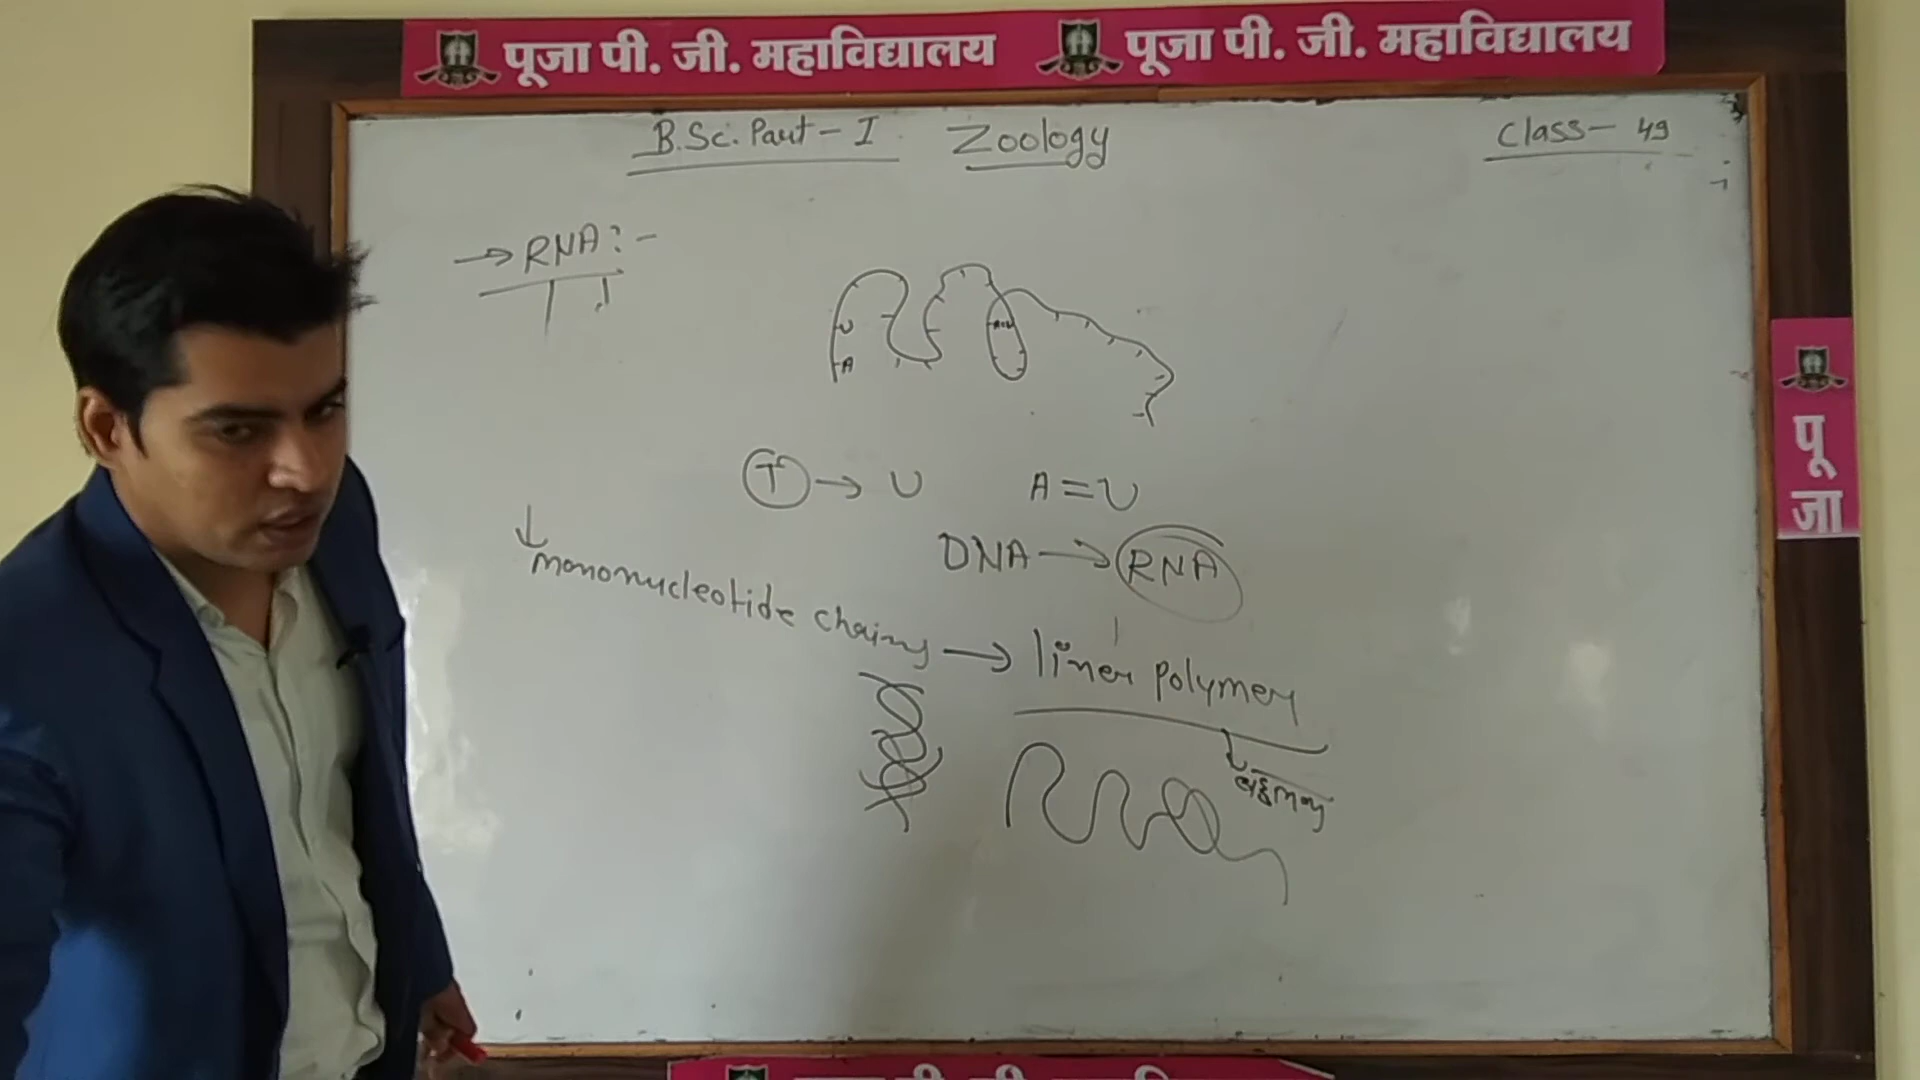 पूजा पी. जी. महाविद्यालय पूजा पी. जी. महाविद्यालय
B.Sc. Part - I Zoology Class - 49
→ RNA : -
U
A
A=U
T → U A = U
DNA → RNA
↓
mononucleotide chains → liner polymer
↓
पू
जा